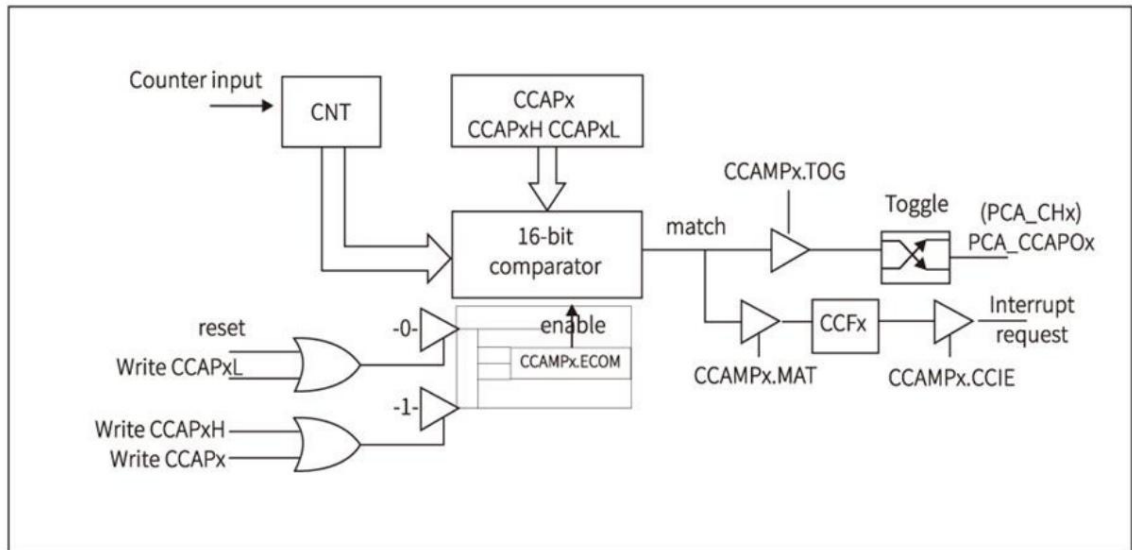 Counter input
CNT
CCAPx
CCAPxH CCAPxL
CCAMPx.TOG
Toggle
(PCA_CHx)
PCA_CCAPOx
match
16-bit
comparator
enable
CCAMPx.ECOM
reset
Write CCAPxL
-0-
-1-
Write CCAPxH
Write CCAPx
CCFx
Interrupt
request
CCAMPx.MAT
CCAMPx.CCIE